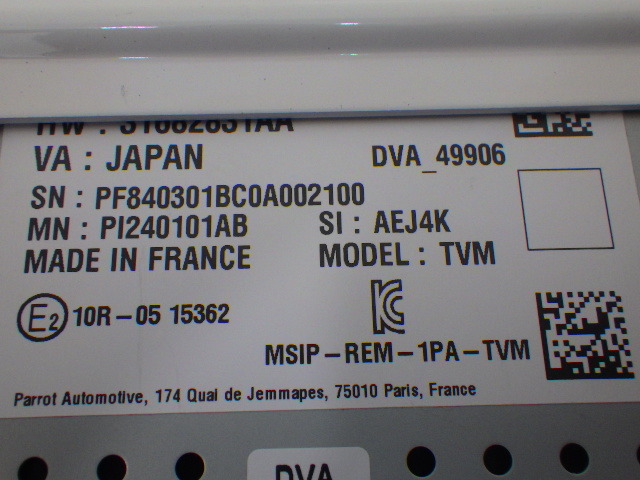 VA : JAPAN DVA_49906
SN : PF840301BC0A002100
MN : PI240101AB SI : AEJ4K
MADE IN FRANCE MODEL : TVM
E2 10R-05 15362
KC
MSIP-REM-1PA-TVM
Parrot Automotive, 174 Quai de Jemmapes, 75010 Paris, France
DVA